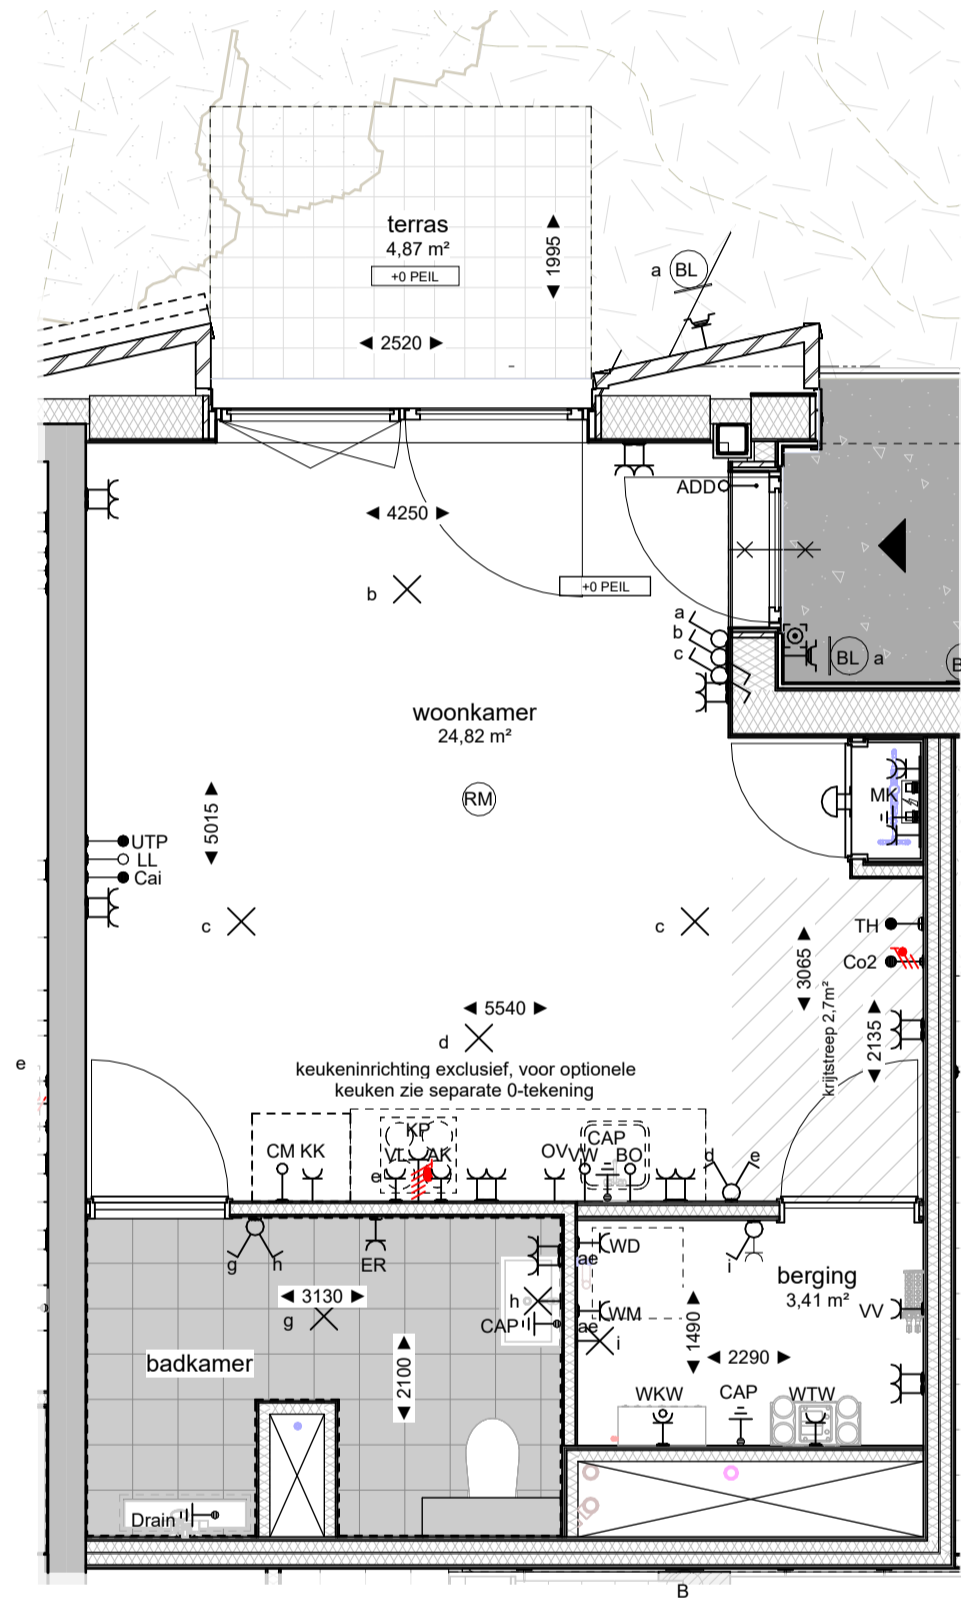 terras
4,87 m²
+0 PEIL
1995
2520
a BL
ADD
4250
b
+0 PEIL
a
b
c
BL a
B
woonkamer
24,82 m²
RM
MK
5015
UTP
LL
Cai
c
c
TH
Co2
3065
krijtstreep 2,7m²
2135
5540
d
e
keukeninrichting exclusief, voor optionele
keuken zie separate 0-tekening
KP
CAP
CM KK
VL AK
OV VW BO
e
d e
g h
ER
ae WD
i
berging
3,41 m²
3130
g
h
CAP
ae WM
i
VV
1490
2290
badkamer
2100
WKW
CAP
WTW
Drain
B